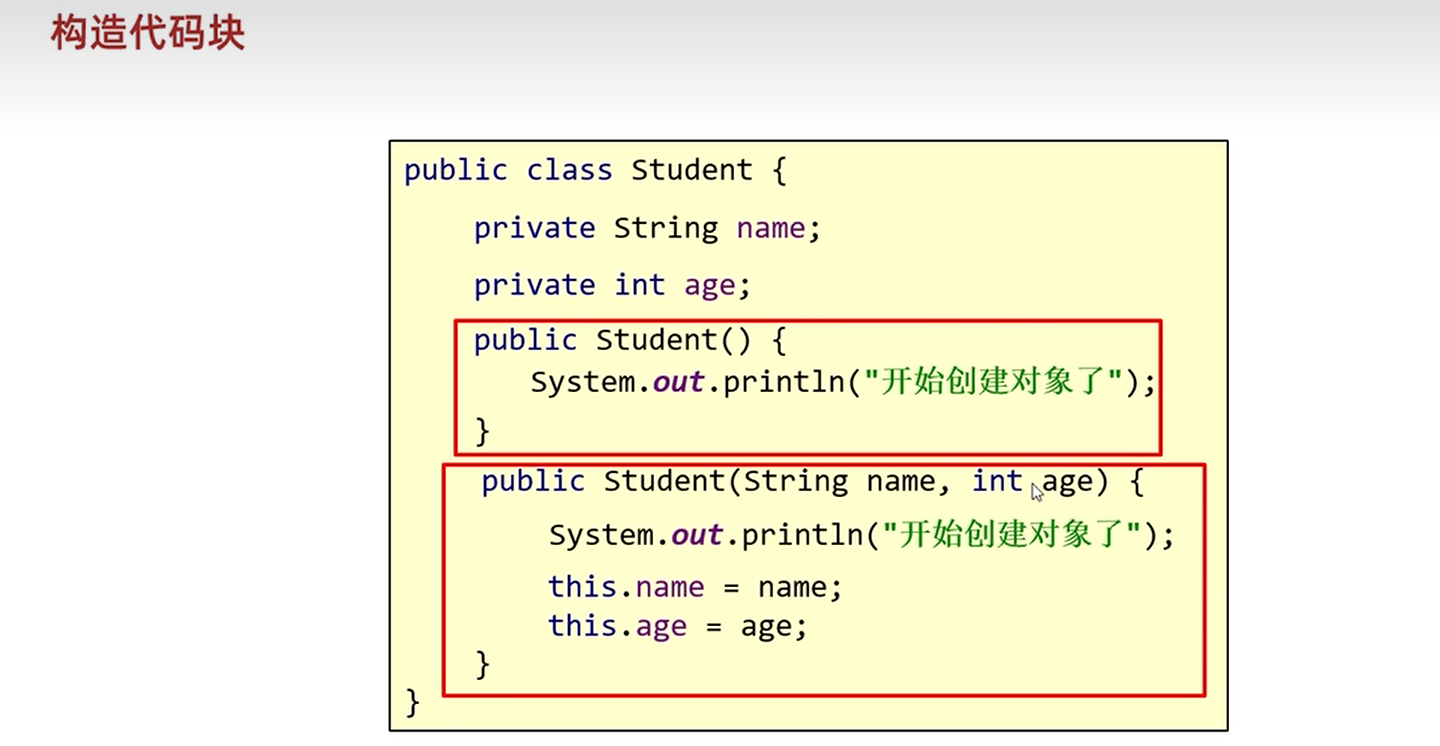 构造代码块
public class Student {
private String name;
private int age;
public Student() {
System.out.println("开始创建对象了");
}
public Student(String name, int age) {
System.out.println("开始创建对象了");
this.name = name;
this.age = age;
}
}